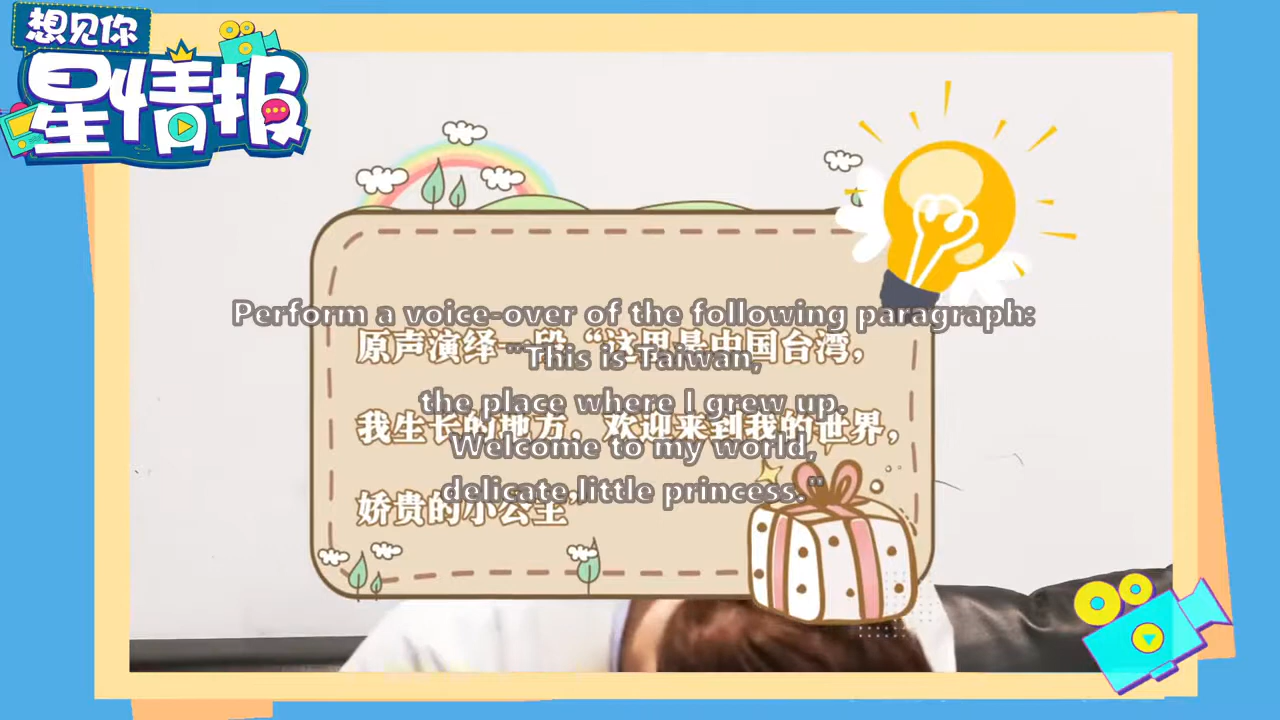 想见你
星情报
Perform a voice-over of the following paragraph:
原声演绎一段“这里是中国台湾，
"This is Taiwan,
the place where I grew up.
我生长的地方，欢迎来到我的世界，
Welcome to my world,
delicate little princess."
娇贵的小公主”